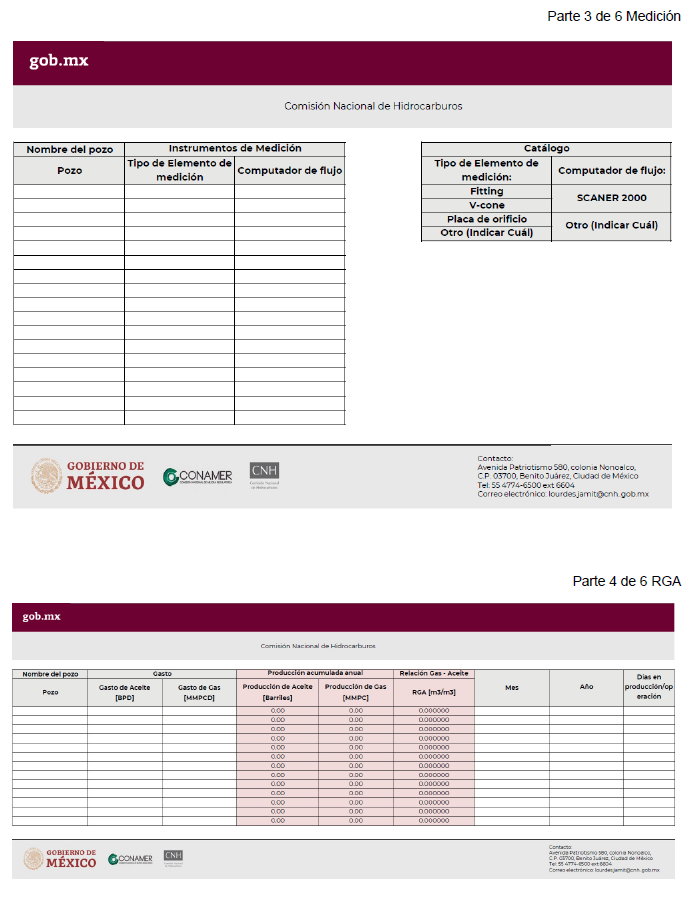 Parte 3 de 6 Medición
gob.mx
Comisión Nacional de Hidrocarburos
Nombre del pozo Instrumentos de Medición
Pozo Tipo de Elemento de medición Computador de flujo
Catálogo
Tipo de Elemento de medición: Computador de flujo:
Fitting
V-cone
SCANER 2000
Placa de orificio
Otro (Indicar Cuál)
Otro (Indicar Cuál)
GOBIERNO DE
MÉXICO
CONAMER
CNH
Comisión Nacional
de Hidrocarburos
Contacto:
Avenida Patriotismo 580, colonia Nonoalco,
C.P. 03700, Benito Juárez, Ciudad de México
Tel: 55 4774-6500 ext 6604
Correo electrónico: lourdes.jamit@cnh.gob.mx
Parte 4 de 6 RGA
gob.mx
Comisión Nacional de Hidrocarburos
Nombre del pozo Gasto Producción acumulada anual Relación Gas - Aceite Mes Año Días en
producción/op
eración
Pozo Gasto de Aceite [BPD] Gasto de Gas [MMPCD] Producción de Aceite [Barriles] Producción de Gas [MMPC] RGA [m3/m3]
0.00 0.00 0.000000
0.00 0.00 0.000000
0.00 0.00 0.000000
0.00 0.00 0.000000
0.00 0.00 0.000000
0.00 0.00 0.000000
0.00 0.00 0.000000
0.00 0.00 0.000000
0.00 0.00 0.000000
0.00 0.00 0.000000
0.00 0.00 0.000000
0.00 0.00 0.000000
0.00 0.00 0.000000
GOBIERNO DE
MÉXICO
CONAMER
CNH
Contacto:
Avenida Patriotismo 580, colonia Nonoalco,
C.P. 03700, Benito Juárez, Ciudad de México
Tel: 55 4774-6500 ext 6604
Correo electrónico: lourdes.jamit@cnh.gob.mx